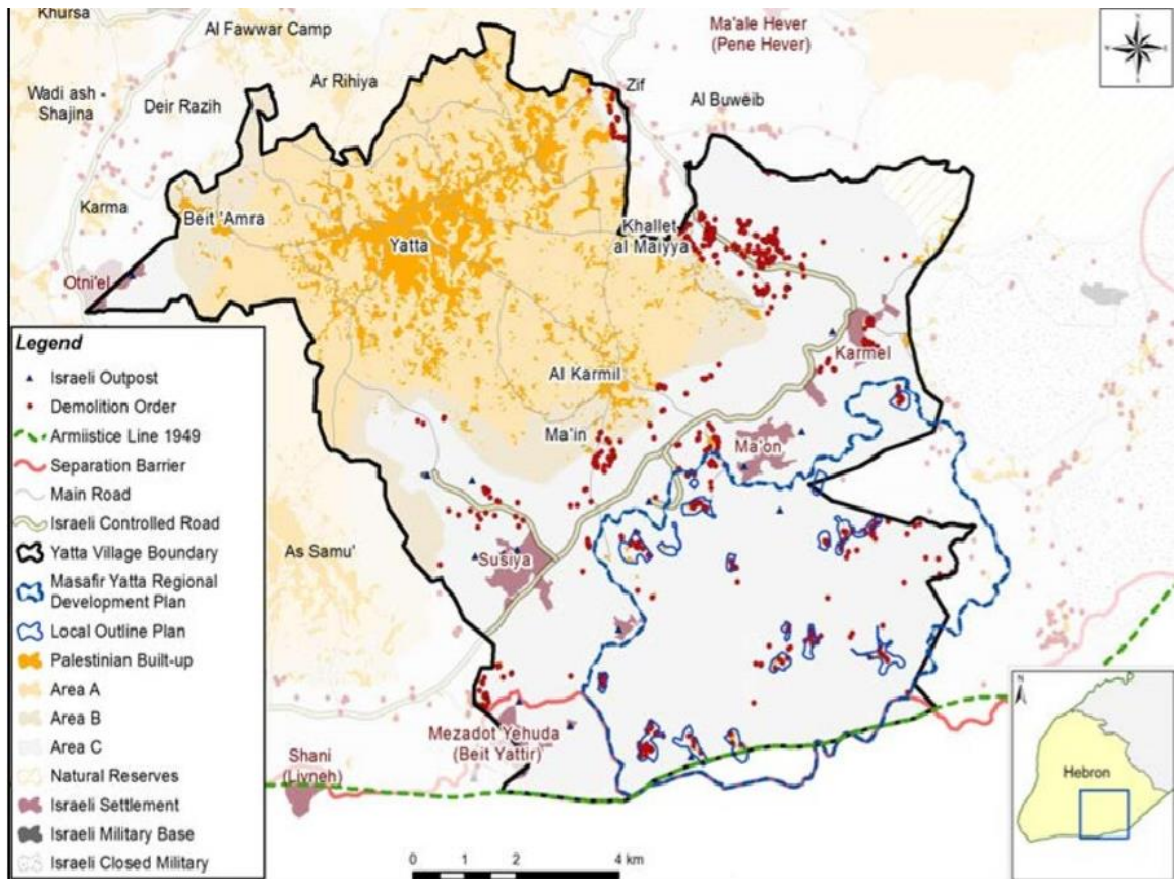 Khursa
Al Fawwar Camp
Ma'ale Hever
(Pene Hever)
Wadi ash -
Shajina
Deir Razih
Ar Rihiya
Zif
Al Buweib
Karma
Beit 'Amra
Yatta
Khallet
al Maiyya
Otni'el
Karmel
All Karmil
Ma'in
Ma'on
As Samu'
Susiya
Mezadot Yehuda
(Beit Yattir)
Shani
(Livneh)
Legend
Israeli Outpost
Demolition Order
Armiistice Line 1949
Separation Barrier
Main Road
Israeli Controlled Road
Yatta Village Boundary
Masafir Yatta Regional
Development Plan
Local Outline Plan
Palestinian Built-up
Area A
Area B
Area C
Natural Reserves
Israeli Settlement
Israeli Military Base
Israeli Closed Military
0 1 2 4 km
N
Hebron